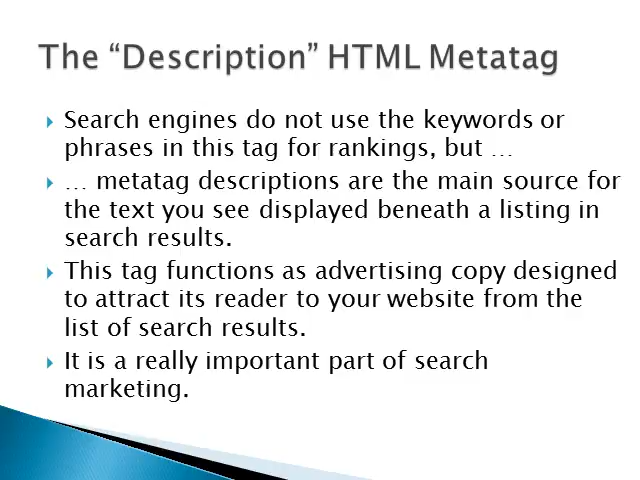 The “Description” HTML Metatag
Search engines do not use the keywords or
phrases in this tag for rankings, but …
… metatag descriptions are the main source for
the text you see displayed beneath a listing in
search results.
This tag functions as advertising copy designed
to attract its reader to your website from the
list of search results.
It is a really important part of search
marketing.